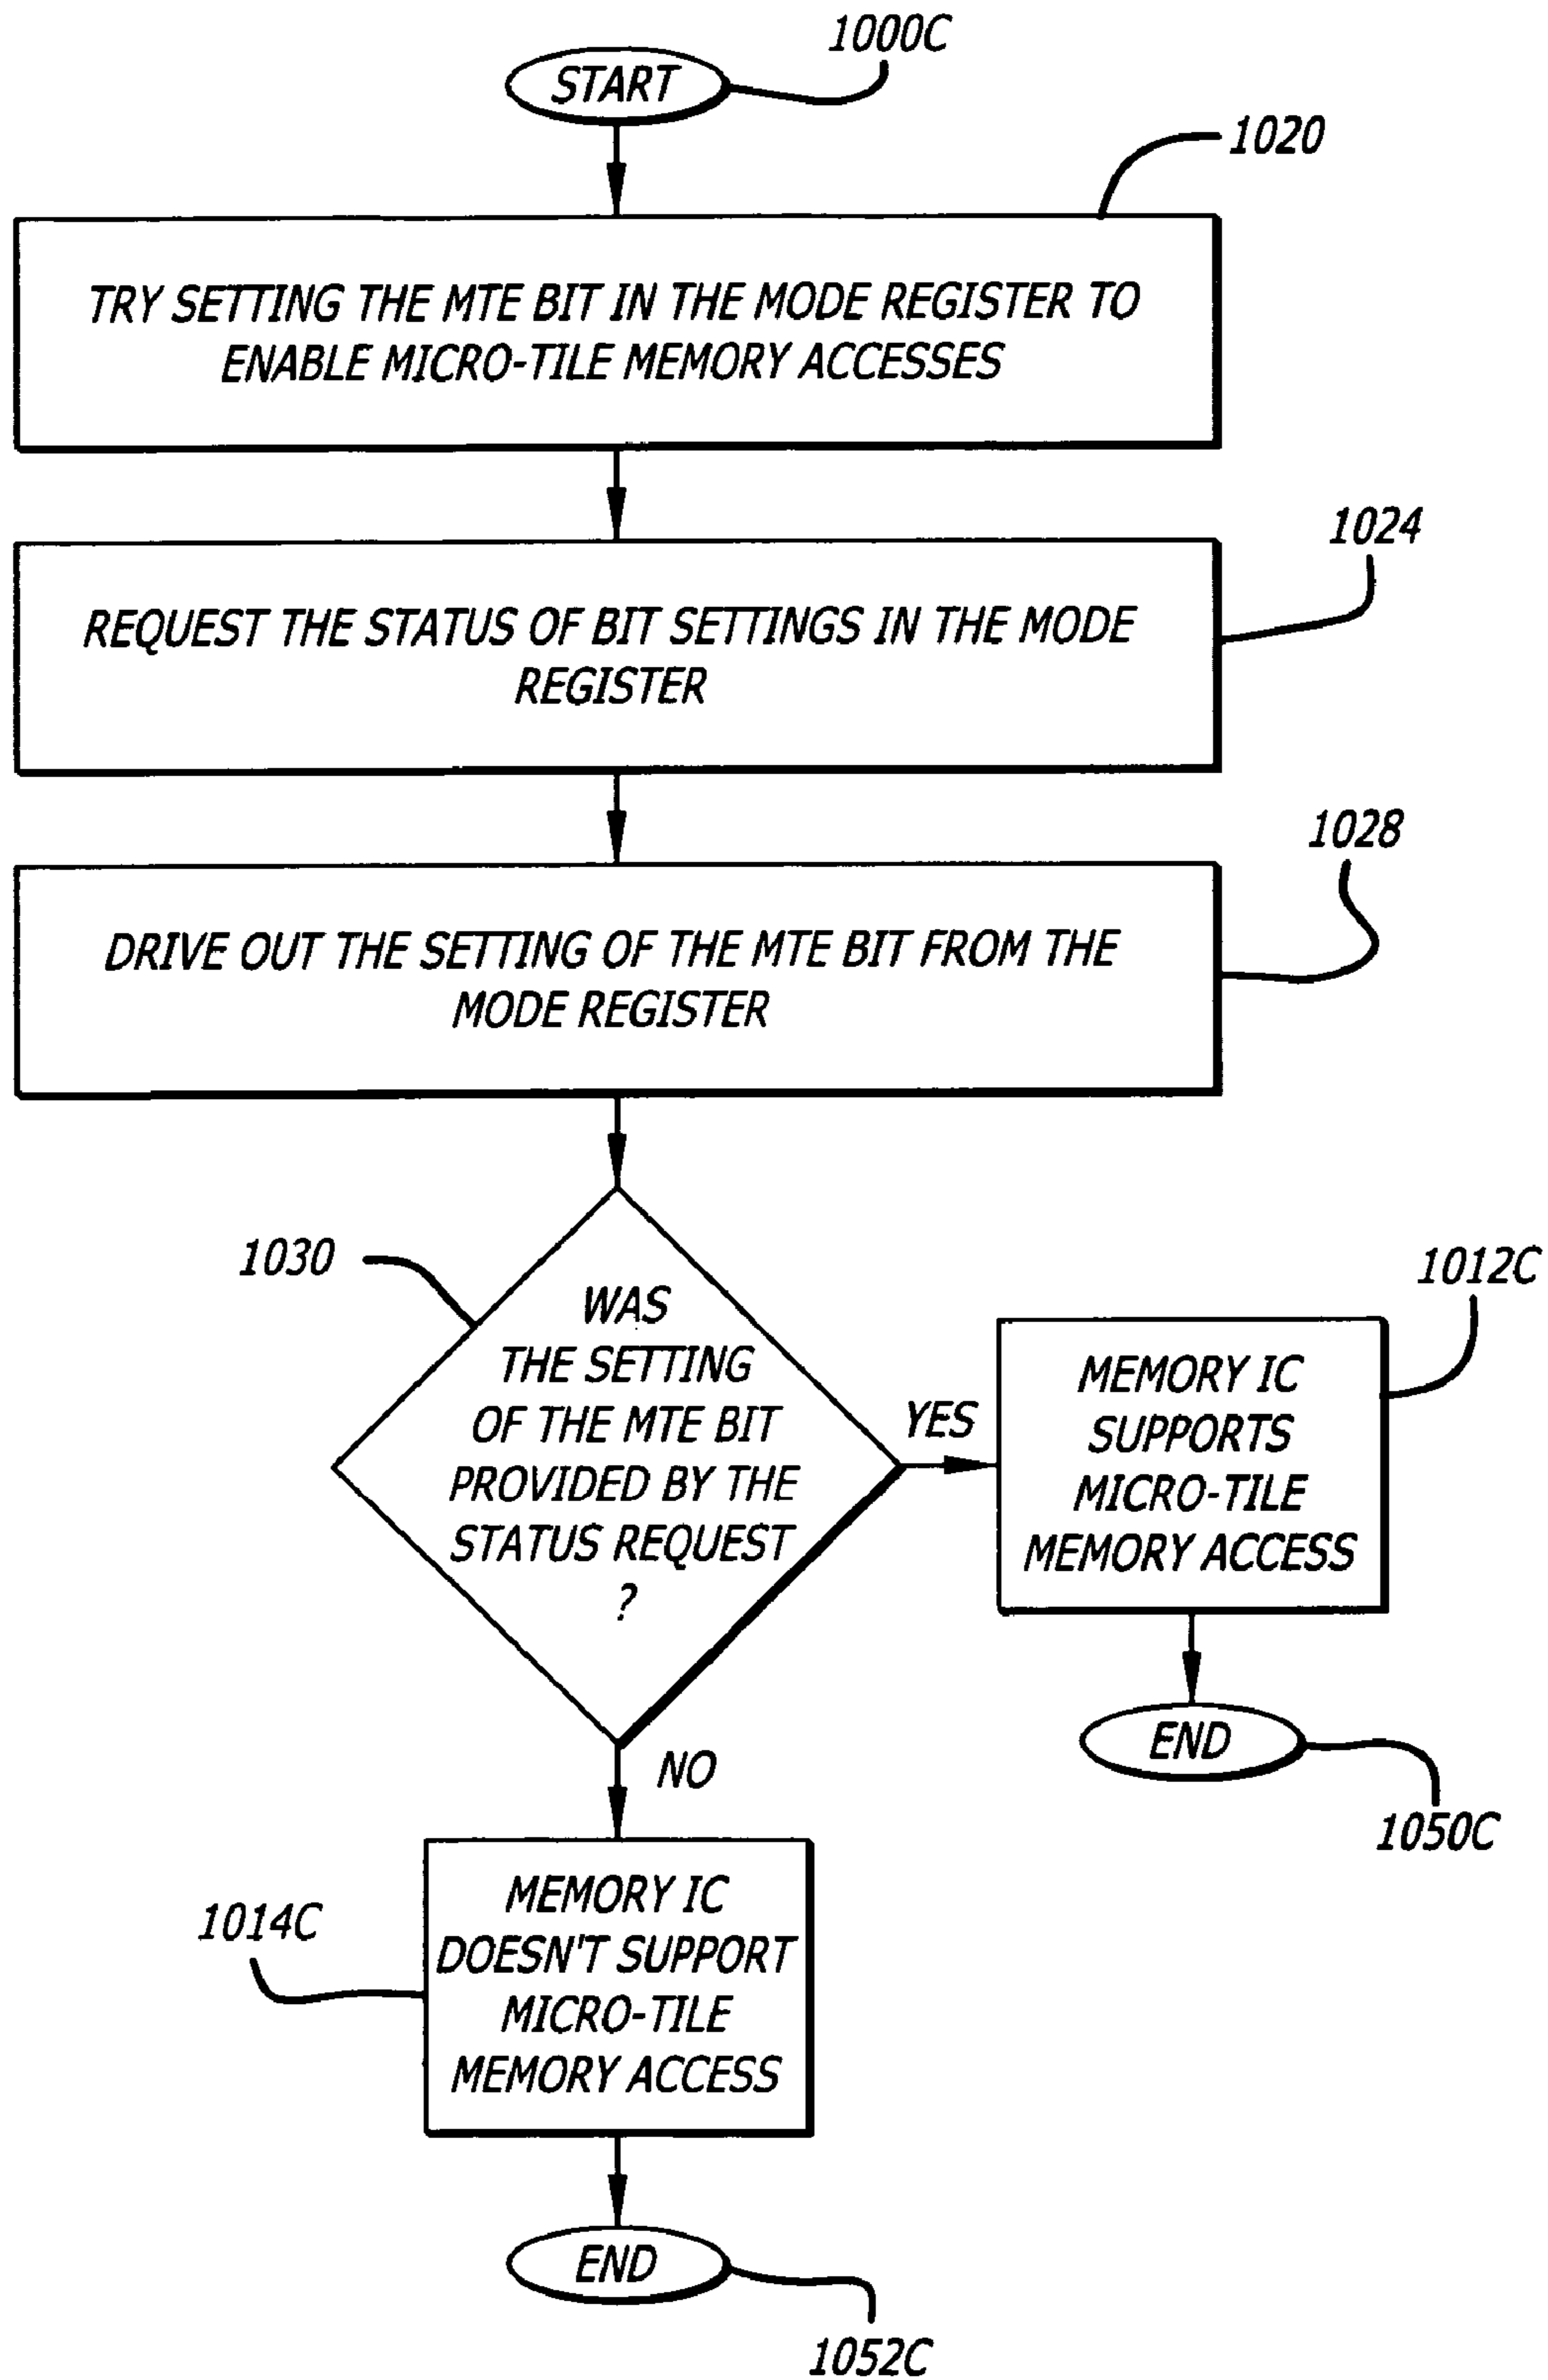 1000C
START
1020
TRY SETTING THE MTE BIT IN THE MODE REGISTER TO
ENABLE MICRO-TILE MEMORY ACCESSES
1024
REQUEST THE STATUS OF BIT SETTINGS IN THE MODE
REGISTER
1028
DRIVE OUT THE SETTING OF THE MTE BIT FROM THE
MODE REGISTER
1030
WAS
THE SETTING
OF THE MTE BIT
PROVIDED BY THE
STATUS REQUEST
?
YES
1012C
MEMORY IC
SUPPORTS
MICRO-TILE
MEMORY ACCESS
END
1050C
NO
1014C
MEMORY IC
DOESN'T SUPPORT
MICRO-TILE
MEMORY ACCESS
END
1052C